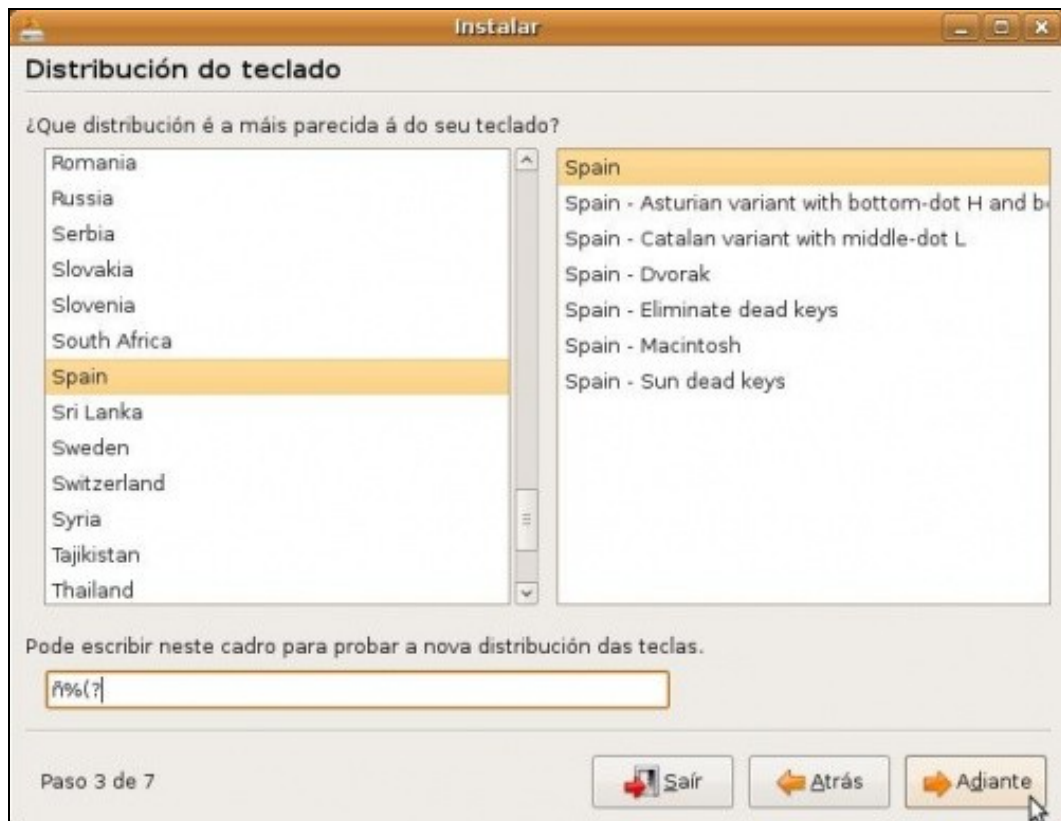 Instalar
Distribución do teclado
¿Que distribución é a máis parecida á do seu teclado?
Romania
Russia
Serbia
Slovakia
Slovenia
South Africa
Spain
Sri Lanka
Sweden
Switzerland
Syria
Tajikistan
Thailand
Spain
Spain - Asturian variant with bottom-dot H and
Spain - Catalan variant with middle-dot L
Spain - Dvorak
Spain - Eliminate dead keys
Spain - Macintosh
Spain - Sun dead keys
Pode escribir neste cadro para probar a nova distribución das teclas.
ñ%(?
Paso 3 de 7
Saír
Atrás
Adiante